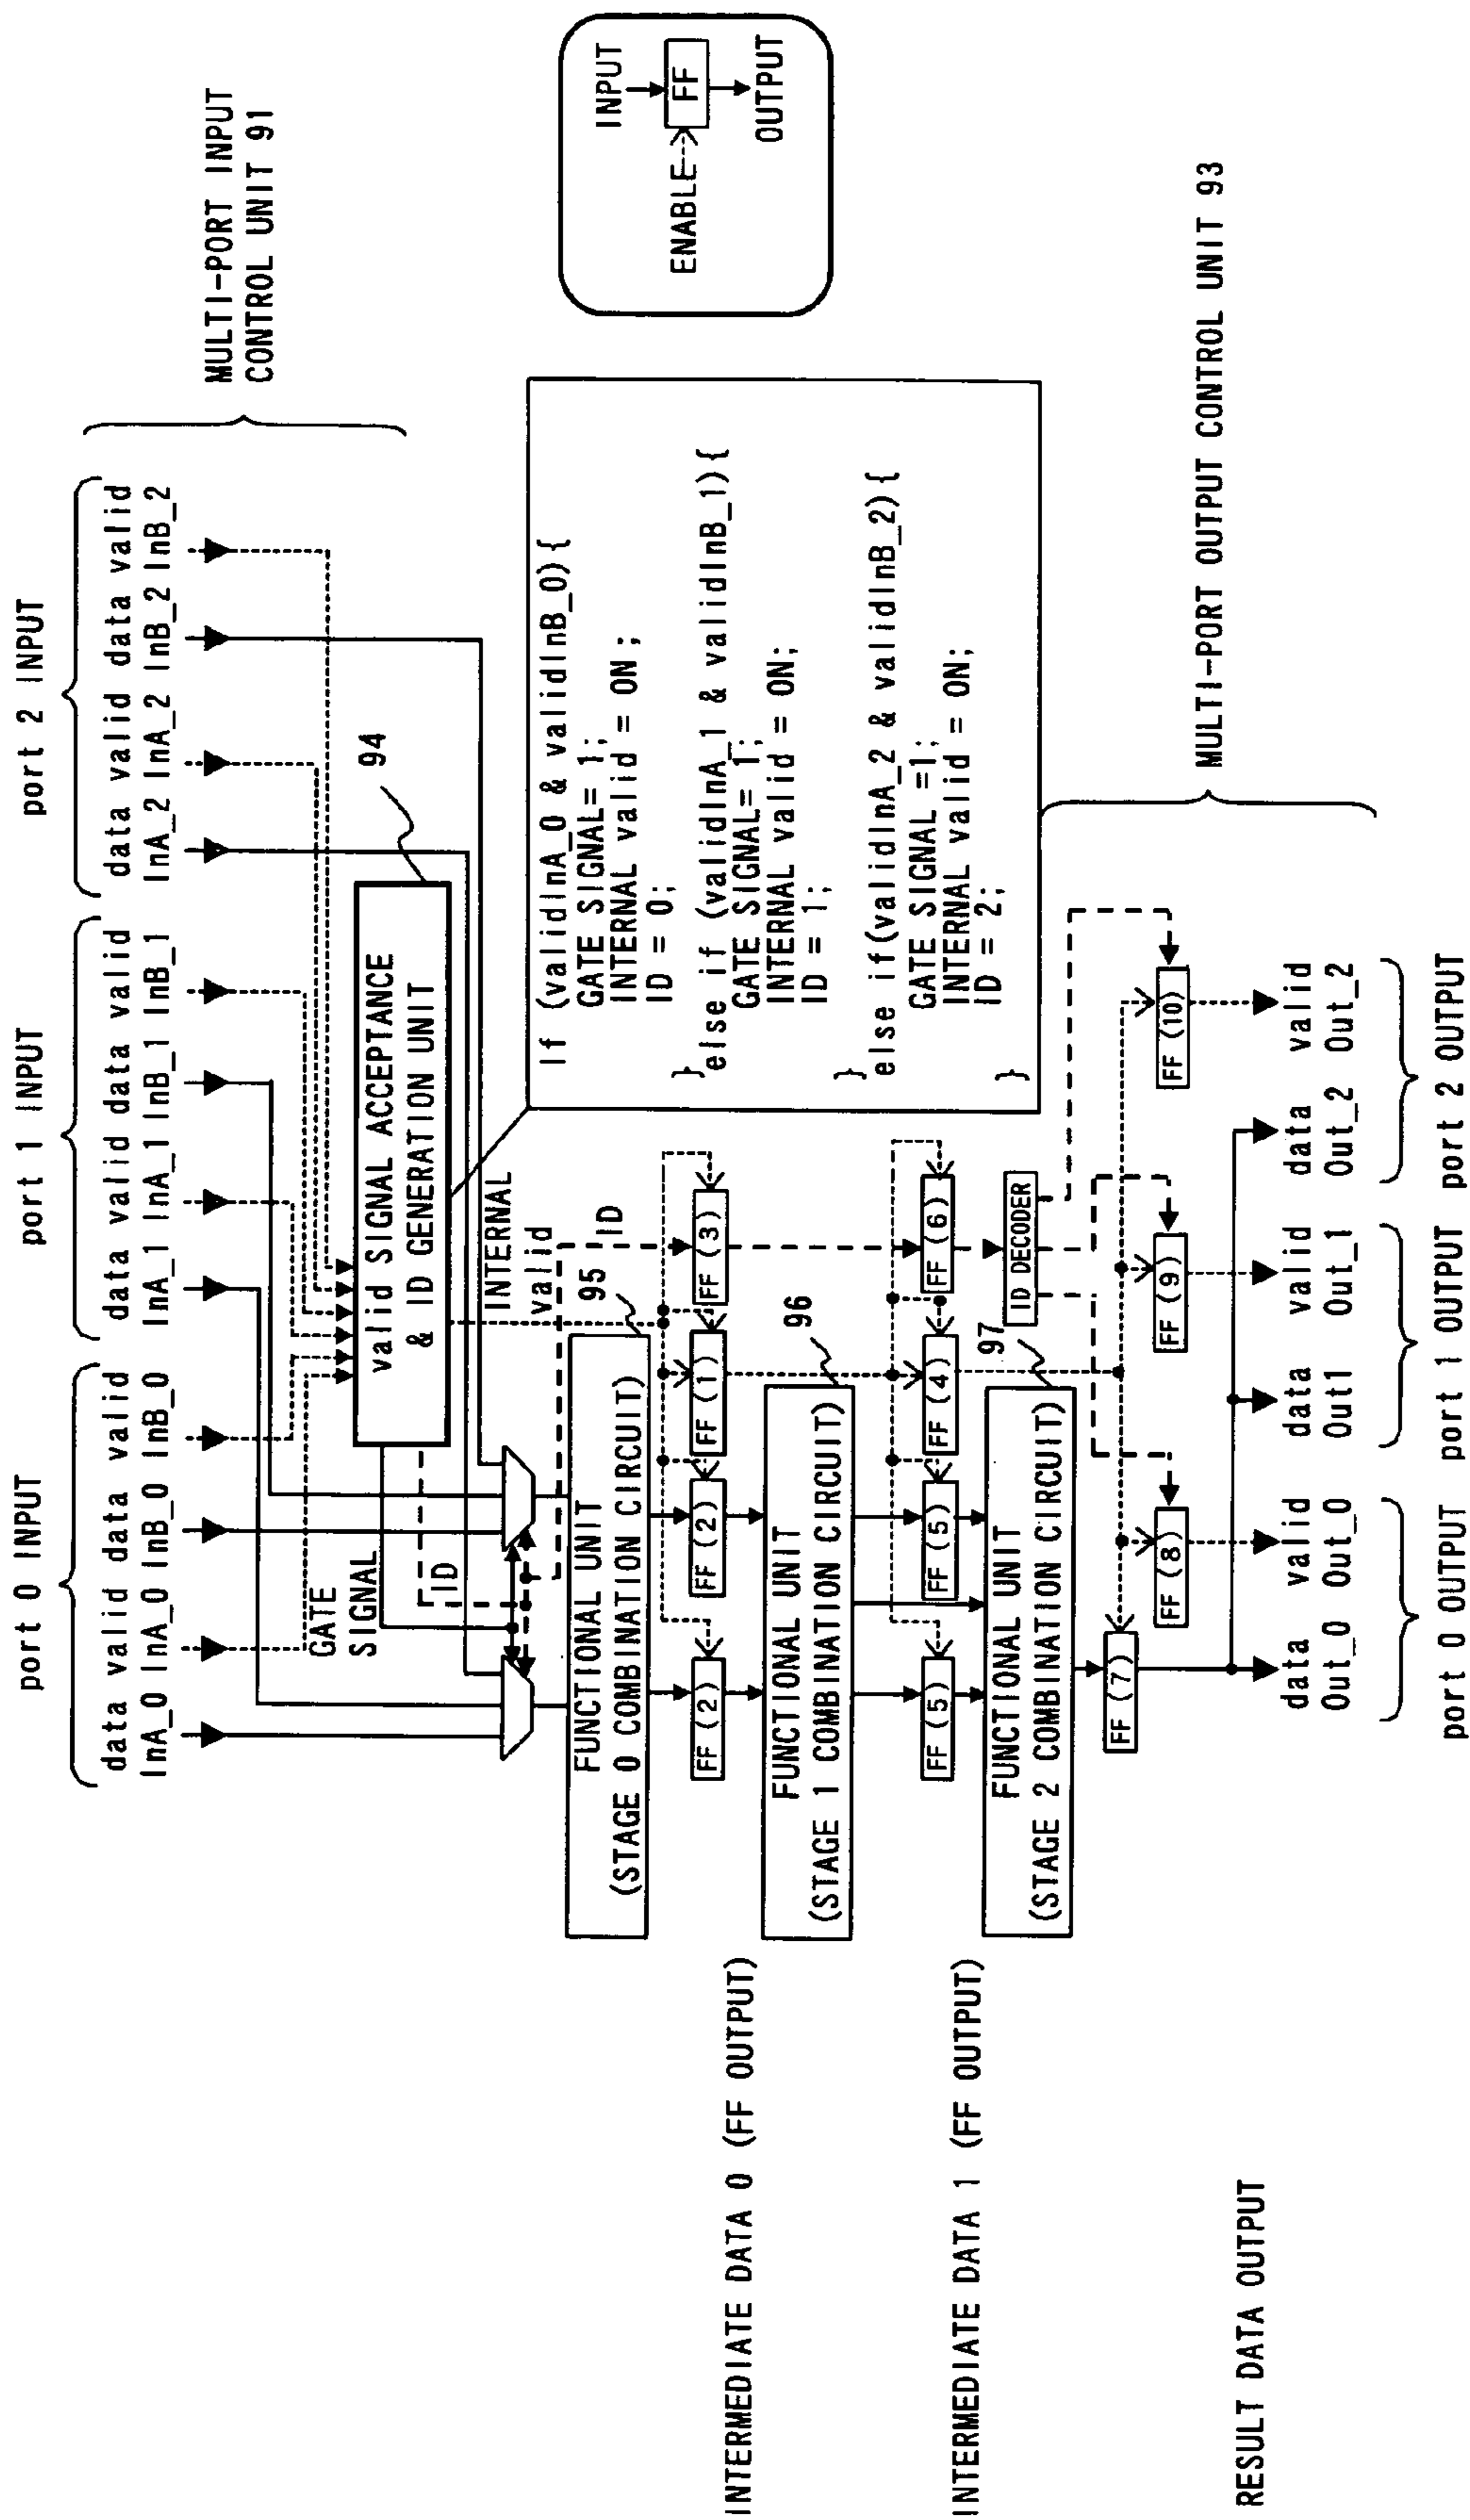 port 0 INPUT
port 1 INPUT
port 2 INPUT
data valid data valid
InA_0 InA_0 InB_0 InB_0
data valid data valid
InA_1 InA_1 InB_1 InB_1
data valid data valid
InA_2 InA_2 InB_2 InB_2
MULTI-PORT INPUT
CONTROL UNIT 91
GATE
SIGNAL
valid SIGNAL ACCEPTANCE
& ID GENERATION UNIT
94
ID
INTERNAL
valid
ID
95
FUNCTIONAL UNIT
(STAGE 0 COMBINATION CIRCUIT)
INTERMEDIATE DATA 0 (FF OUTPUT)
FF (2)
FF (2)
FF (1)
FF (3)
96
FUNCTIONAL UNIT
(STAGE 1 COMBINATION CIRCUIT)
INTERMEDIATE DATA 1 (FF OUTPUT)
FF (5)
FF (5)
FF (4)
FF (6)
97
FUNCTIONAL UNIT
(STAGE 2 COMBINATION CIRCUIT)
ID DECODER
If (validInA_0 & validInB_0){
GATE SIGNAL= 1;
INTERNAL valid = ON ;
ID = 0;
}
else if (validInA_1 & validInB_1){
GATE SIGNAL= 1;
INTERNAL valid = ON;
ID = 1;
}
else if(validInA_2 & validInB_2){
GATE SIGNAL =1;
INTERNAL valid = ON;
ID = 2;
}
INPUT
ENABLE
FF
OUTPUT
MULTI-PORT OUTPUT CONTROL UNIT 93
FF (7)
FF (8)
FF (9)
FF (10)
RESULT DATA OUTPUT
data valid
Out_0 Out_0
data valid
Out1 Out_1
data valid
Out_2 Out_2
port 0 OUTPUT
port 1 OUTPUT
port 2 OUTPUT